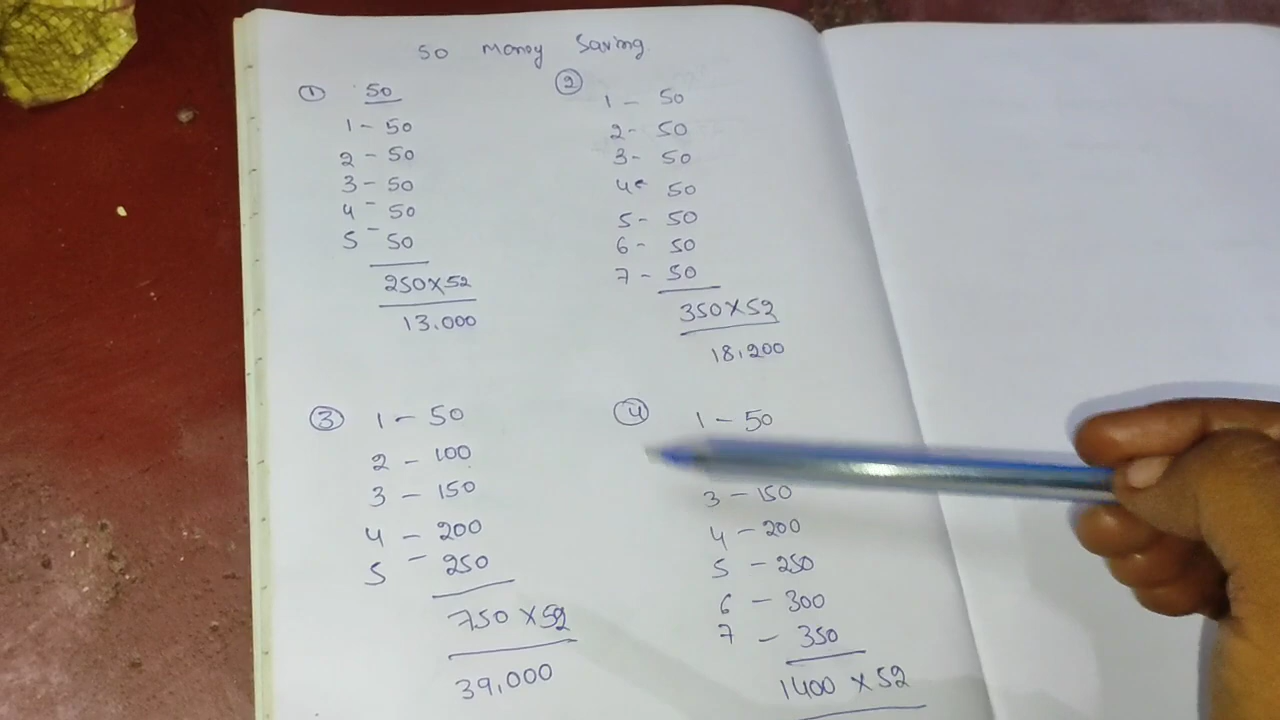 50 Money Saving
① 50
1 - 50
2 - 50
3 - 50
4 - 50
5 - 50
250 X 52
13.000
②
1 - 50
2 - 50
3 - 50
4 - 50
5 - 50
6 - 50
7 - 50
350 X 52
18,200
③ 1 - 50
2 - 100
3 - 150
4 - 200
5 - 250
750 X 52
39,000
④ 1 - 50
3 - 150
4 - 200
5 - 250
6 - 300
7 - 350
1400 X 52